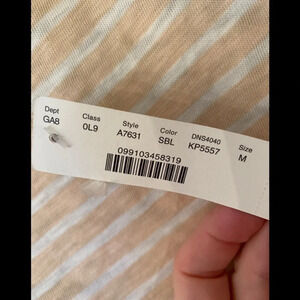 Dept Class Style Color DNS4040 Size
GA8 0L9 A7631 SBL KP5557 M
099103458319